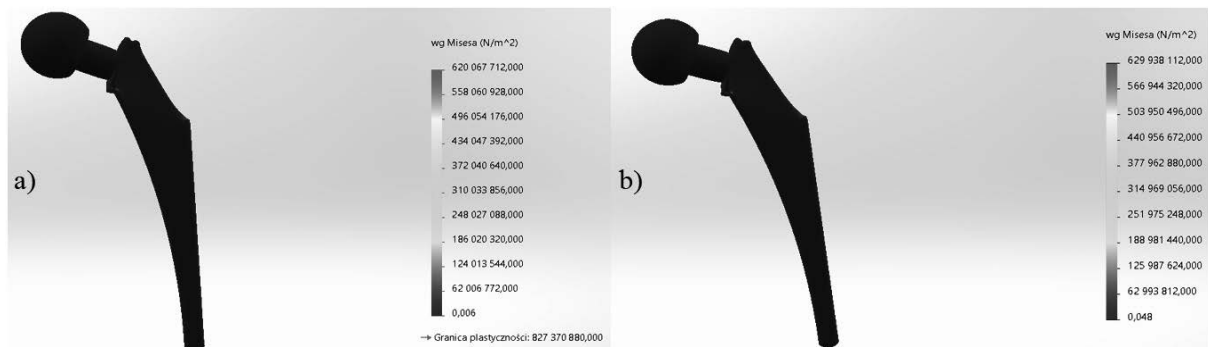 a)
wg Misesa (N/m^2)
620 067 712,000
558 060 928,000
496 054 176,000
434 047 392,000
372 040 640,000
310 033 856,000
248 027 088,000
186 020 320,000
124 013 544,000
62 006 772,000
0,006
→ Granica plastyczności: 827 370 880,000
b)
wg Misesa (N/m^2)
629 938 112,000
566 944 320,000
503 950 496,000
440 956 672,000
377 962 880,000
314 969 056,000
251 975 248,000
188 981 440,000
125 987 624,000
62 993 812,000
0,048